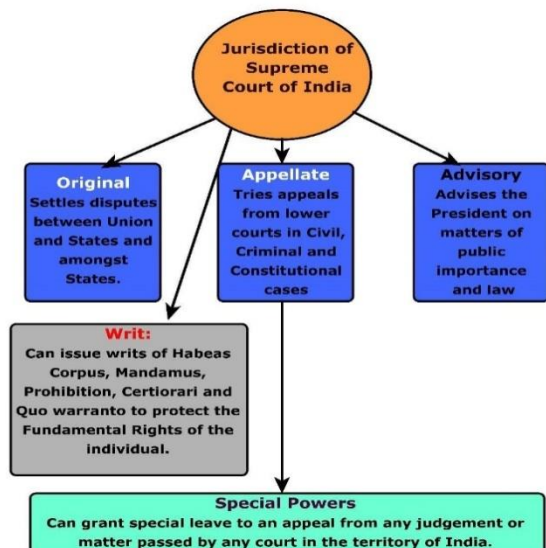 Jurisdiction of
Supreme
Court of India
Original
Settles disputes
between Union
and States and
amongst
States.
Appellate
Tries appeals
from lower
courts in Civil,
Criminal and
Constitutional
cases
Advisory
Advises the
President on
matters of
public
importance
and law
Writ:
Can issue writs of Habeas
Corpus, Mandamus,
Prohibition, Certiorari and
Quo warranto to protect the
Fundamental Rights of the
individual.
Special Powers
Can grant special leave to an appeal from any judgement or
matter passed by any court in the territory of India.